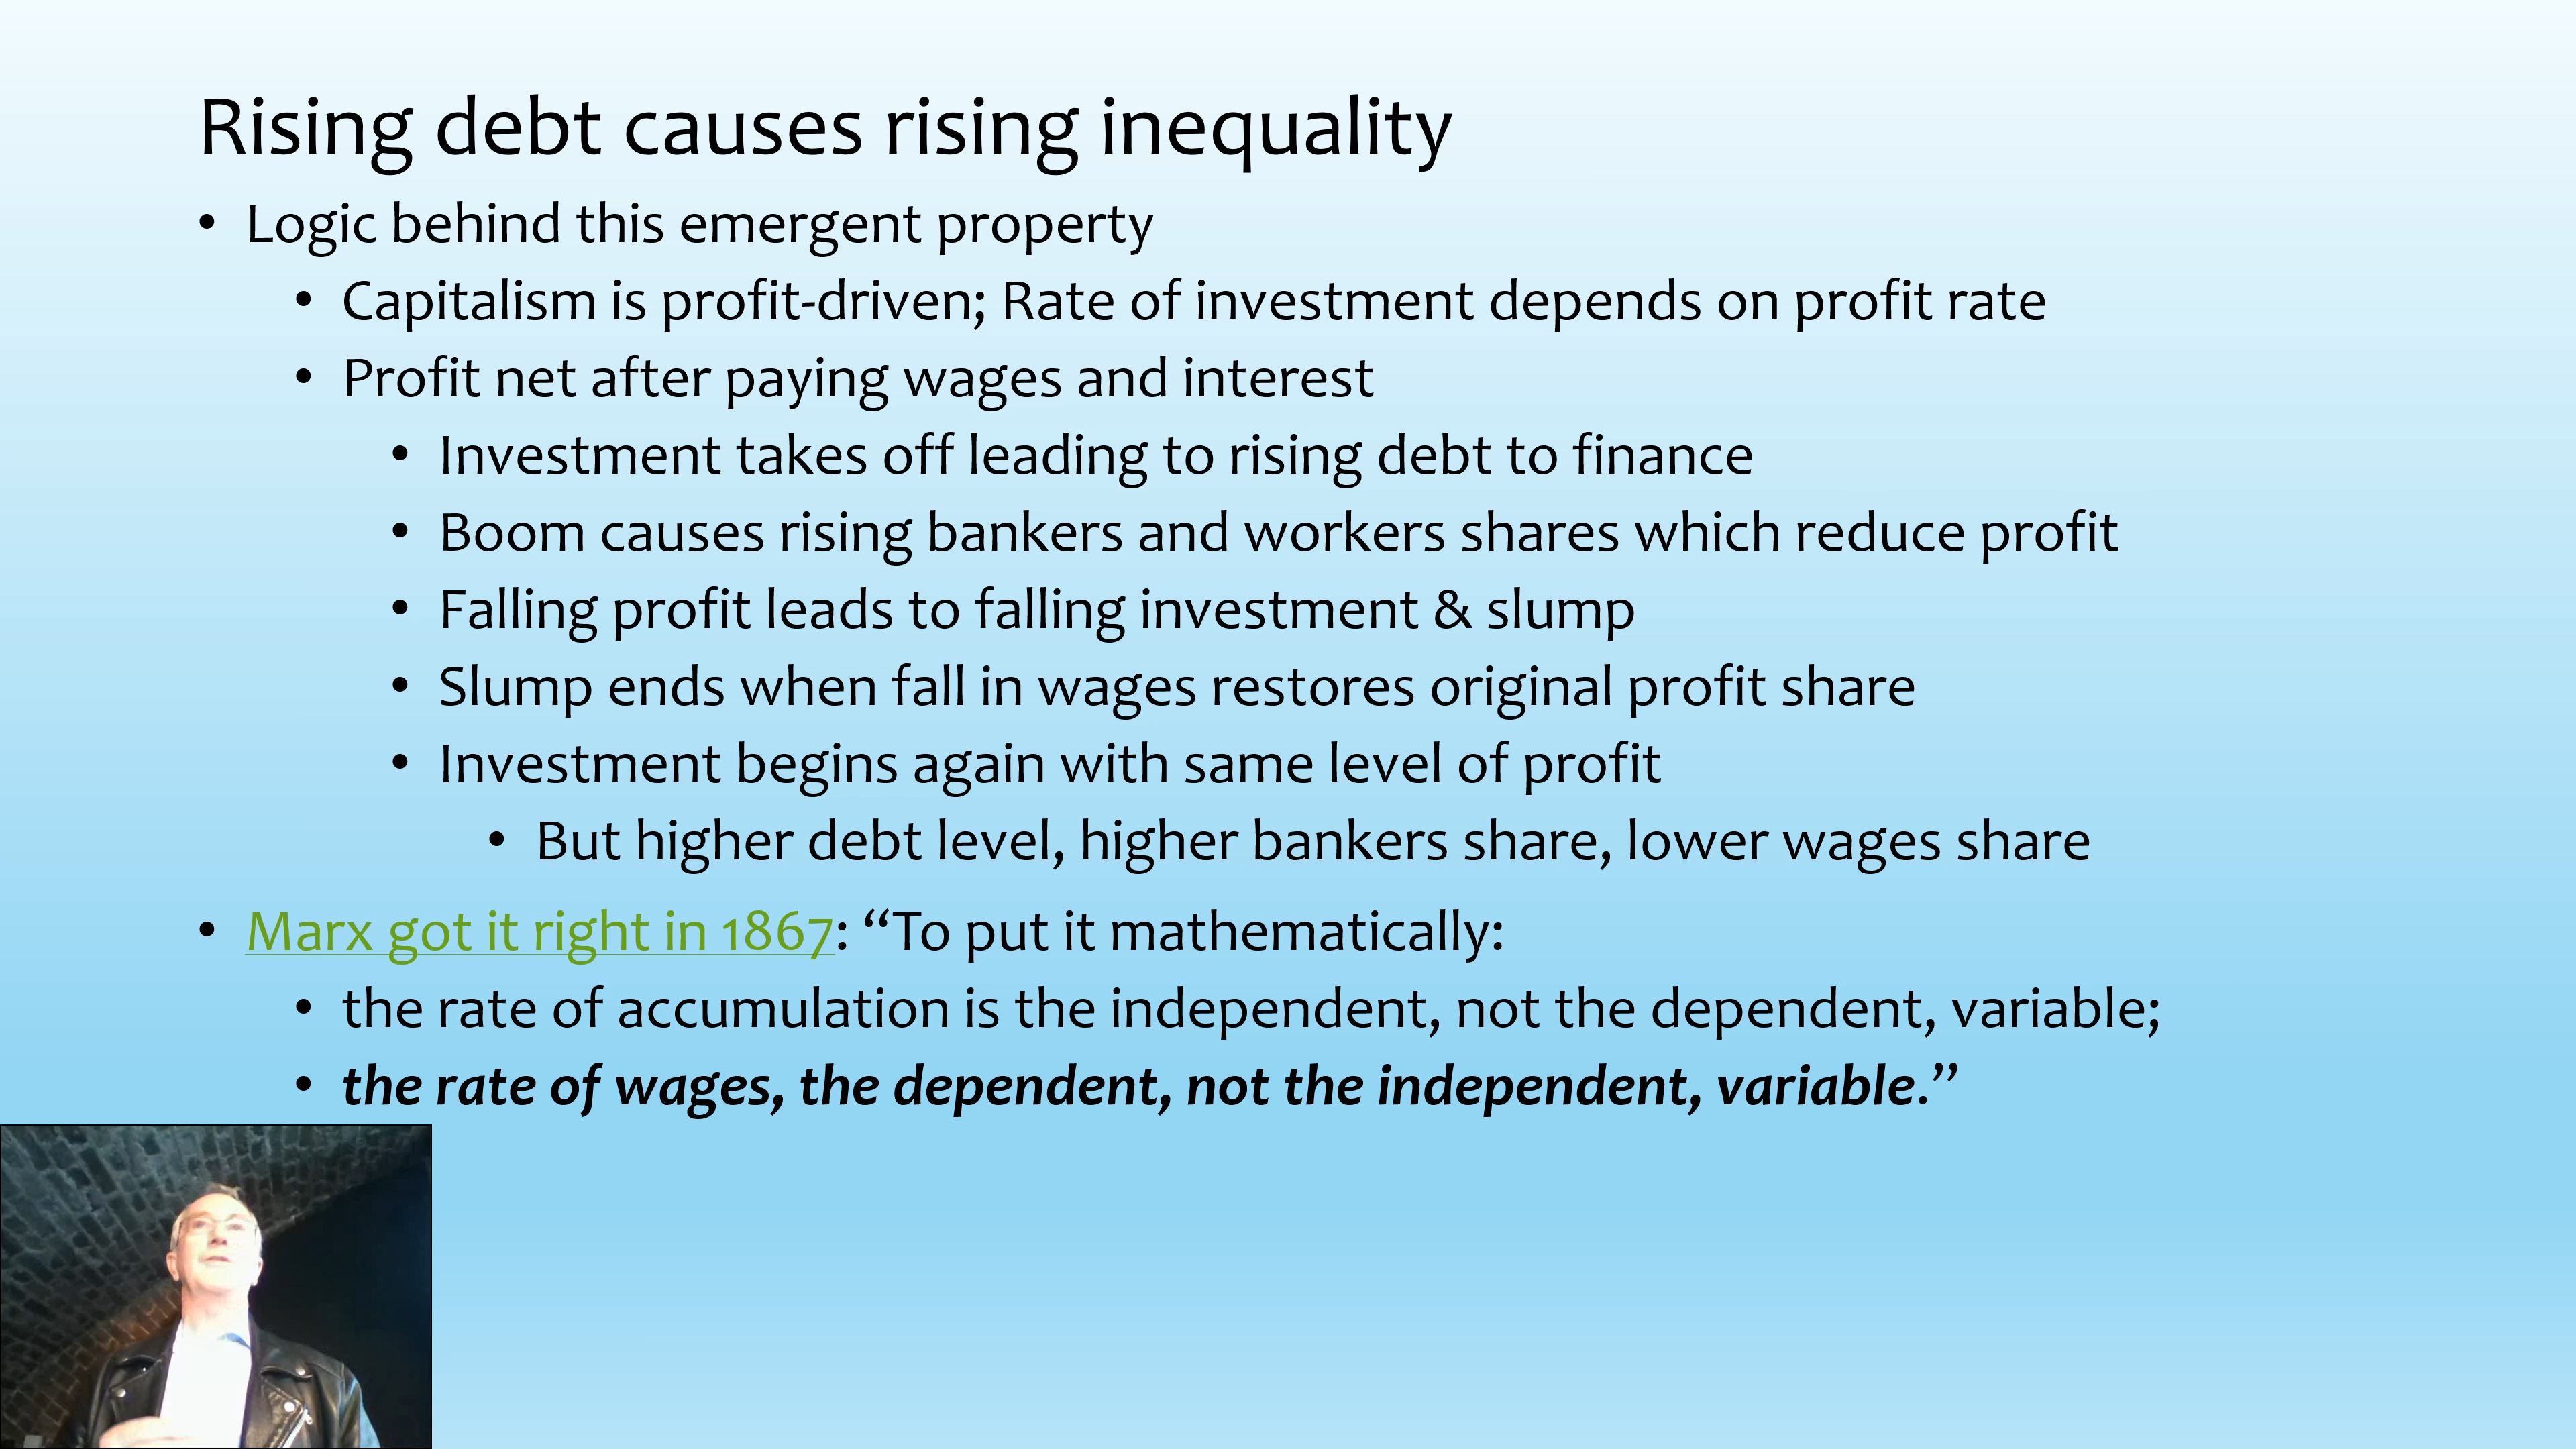 Rising debt causes rising inequality
• Logic behind this emergent property
• Capitalism is profit-driven; Rate of investment depends on profit rate
• Profit net after paying wages and interest
• Investment takes off leading to rising debt to finance
• Boom causes rising bankers and workers shares which reduce profit
• Falling profit leads to falling investment & slump
• Slump ends when fall in wages restores original profit share
• Investment begins again with same level of profit
• But higher debt level, higher bankers share, lower wages share
• Marx got it right in 1867: “To put it mathematically:
• the rate of accumulation is the independent, not the dependent, variable;
• the rate of wages, the dependent, not the independent, variable.”